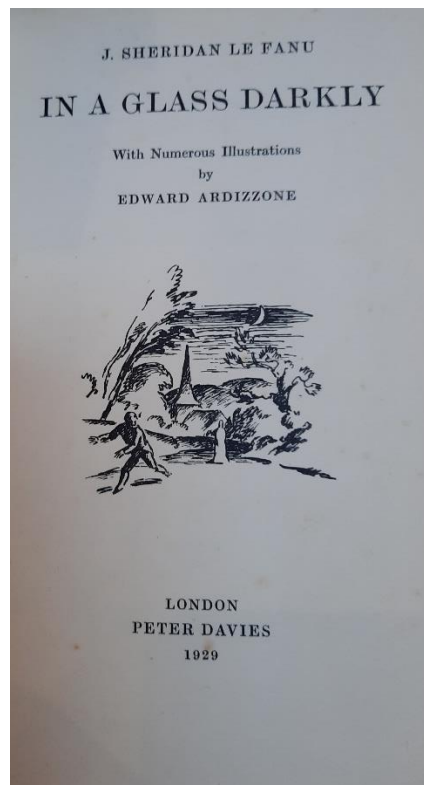 J. SHERIDAN LE FANU
IN A GLASS DARKLY
With Numerous Illustrations
by
EDWARD ARDIZZONE
LONDON
PETER DAVIES
1929